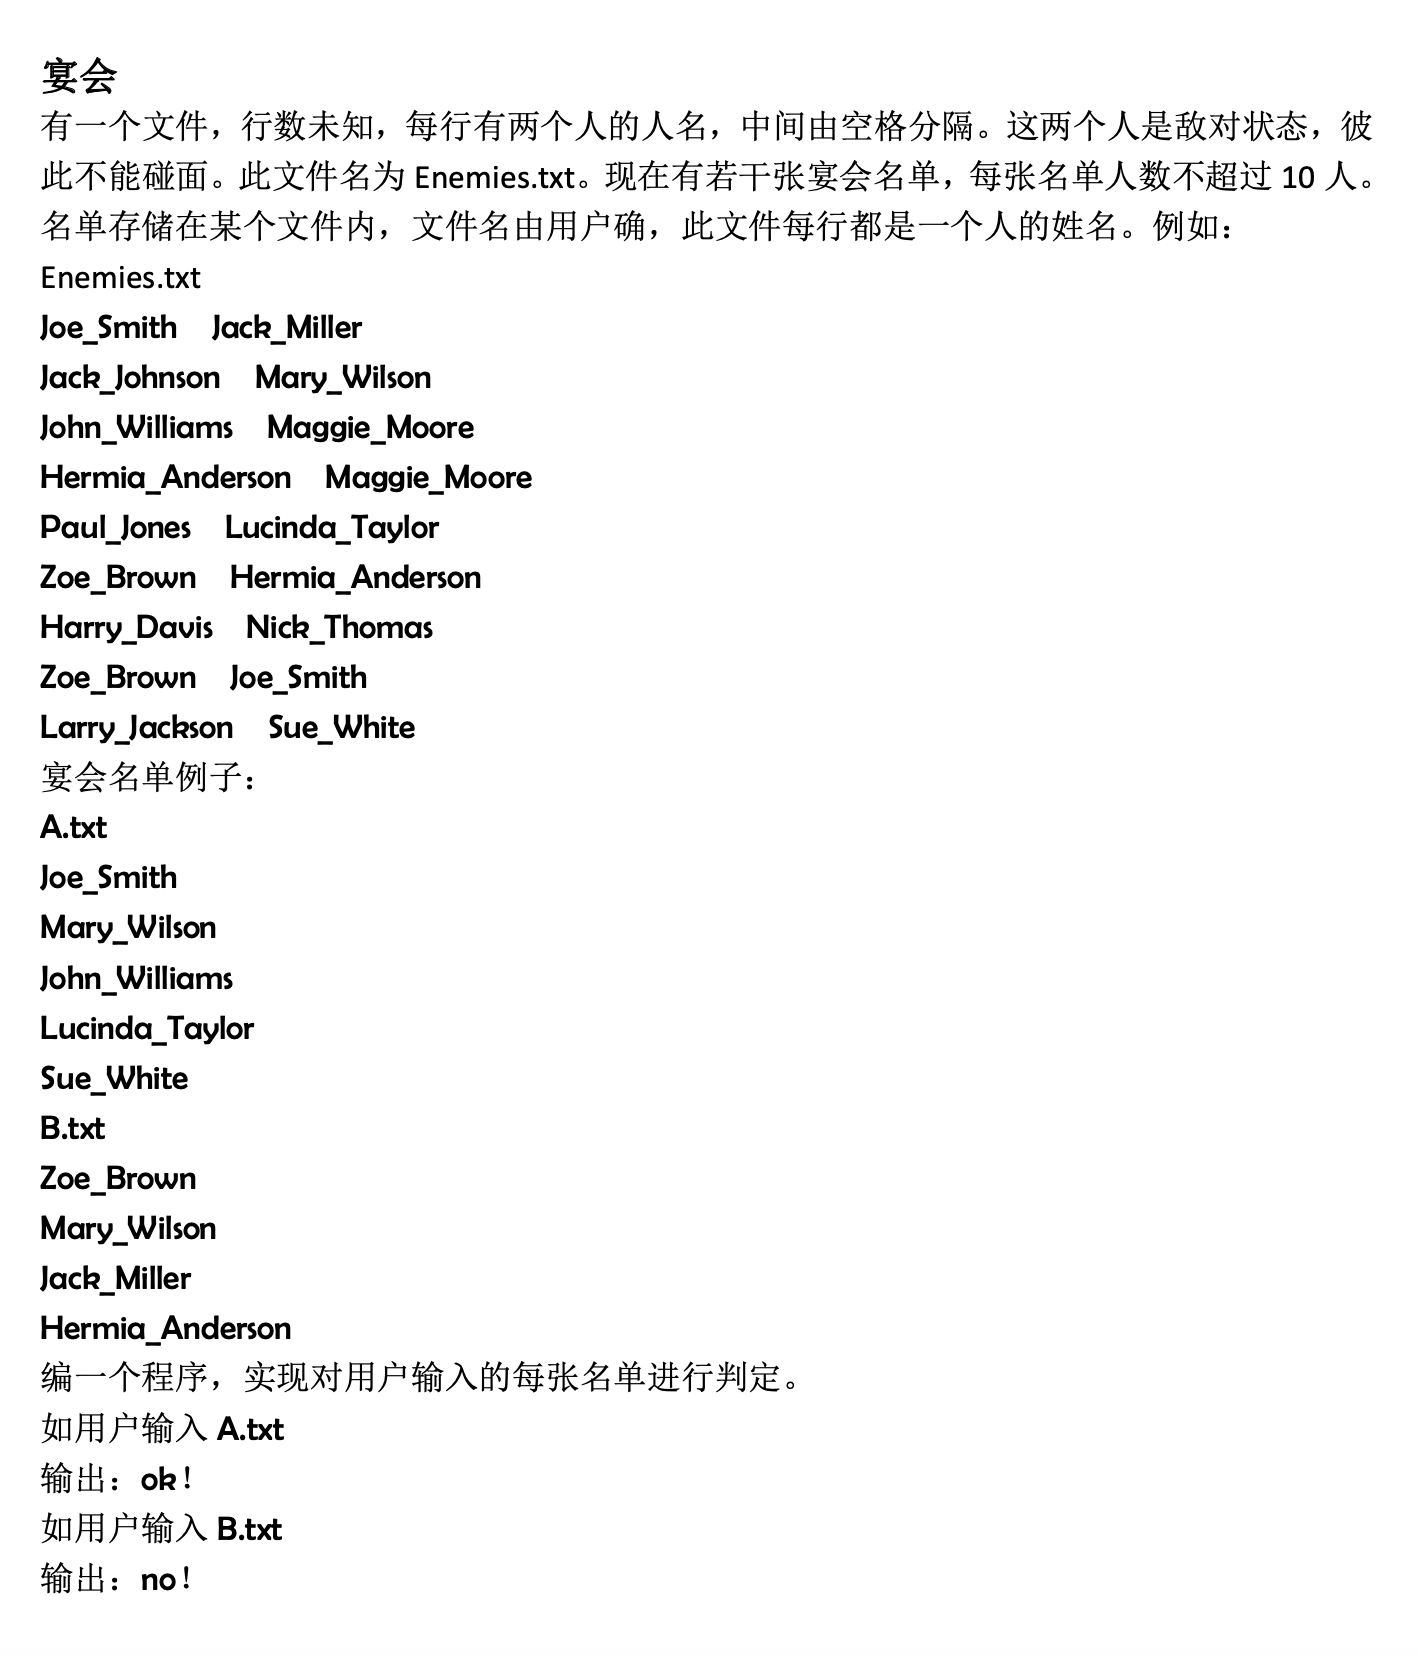 宴会
有一个文件，行数未知，每行有两个人的人名，中间由空格分隔。这两个人是敌对状态，彼
此不能碰面。此文件名为 Enemies.txt。现在有若干张宴会名单，每张名单人数不超过 10 人。
名单存储在某个文件内，文件名由用户确，此文件每行都是一个人的姓名。例如：
Enemies.txt
Joe_Smith Jack_Miller
Jack_Johnson Mary_Wilson
John_Williams Maggie_Moore
Hermia_Anderson Maggie_Moore
Paul_Jones Lucinda_Taylor
Zoe_Brown Hermia_Anderson
Harry_Davis Nick_Thomas
Zoe_Brown Joe_Smith
Larry_Jackson Sue_White
宴会名单例子：
A.txt
Joe_Smith
Mary_Wilson
John_Williams
Lucinda_Taylor
Sue_White
B.txt
Zoe_Brown
Mary_Wilson
Jack_Miller
Hermia_Anderson
编一个程序，实现对用户输入的每张名单进行判定。
如用户输入 A.txt
输出：ok！
如用户输入 B.txt
输出：no！